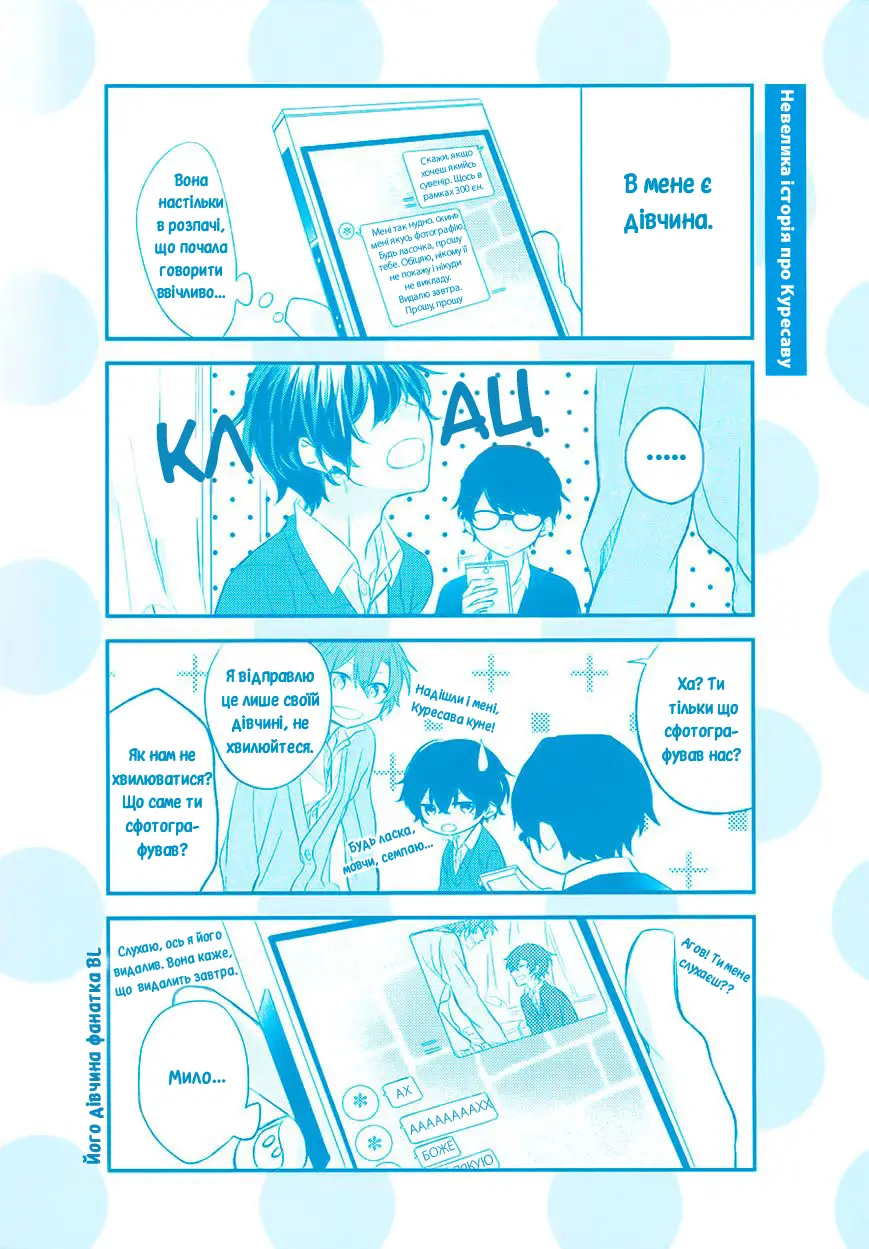 Невелика історія про Куресаву
В мене є
дівчина.
Скажи, якщо
хочеш якийсь
сувенір. Щось в
рамках 300 єн.
Мені так нудно. скинь
мені якусь фотографію.
Будь ласочка, прошу
тебе. Обіцяю, нікому її
не покажу і нікуди
не викладу.
Видалю завтра.
Прошу, прошу
Вона
настільки
в розпачі,
що почала
говорити
ввічливо...
.....
КЛАЦ
Ха? Ти
тільки що
сфотогра-
фував нас?
Надішли і мені,
Куресава куне!
Я відправлю
це лише своїй
дівчині, не
хвилюйтеся.
Будь ласка,
мовчи, семпаю...
Як нам не
хвилюватися?
Що саме ти
сфотогра-
фував?
Агов! Ти мене
слухаєш??
Слухаю, ось я його
видалив. Вона каже,
що видалить завтра.
Мило...
АХ
ААААААААХХ
БОЖЕ
Його дівчина фанатка BL